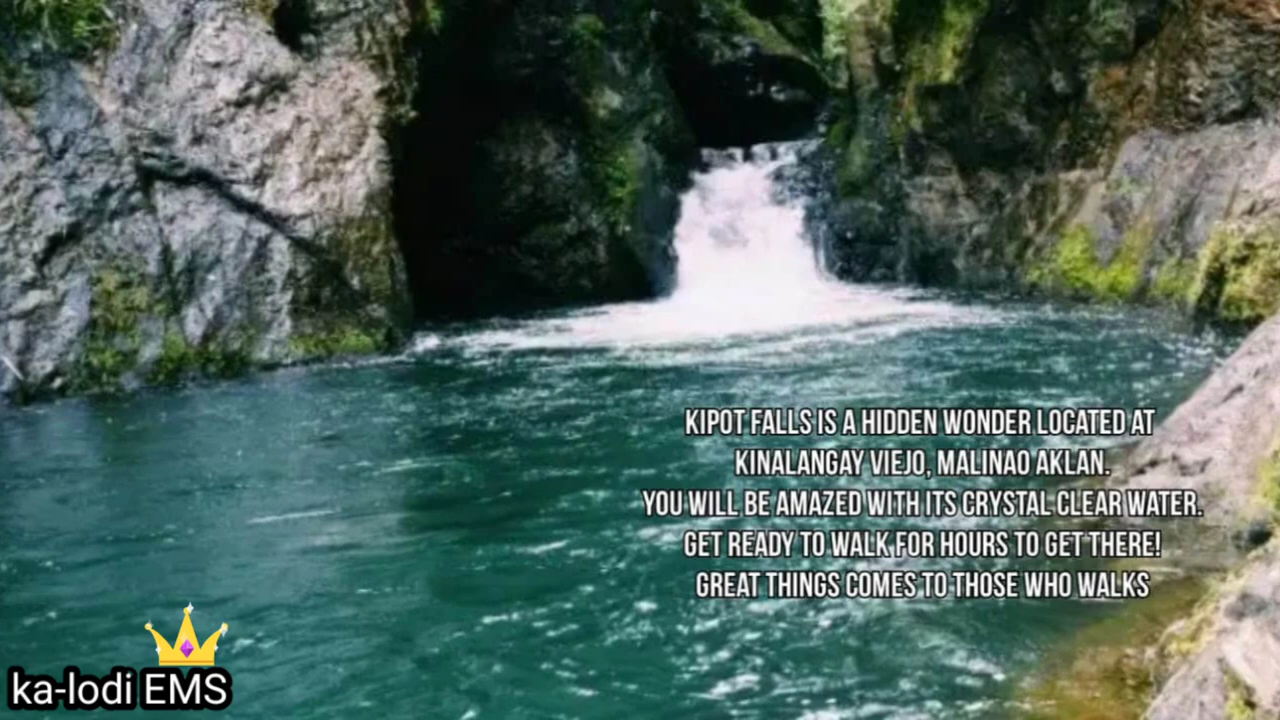 KIPOT FALLS IS A HIDDEN WONDER LOCATED AT
KINALANGAY VIEJO, MALINAO AKLAN.
YOU WILL BE AMAZED WITH ITS CRYSTAL CLEAR WATER.
GET READY TO WALK FOR HOURS TO GET THERE!
GREAT THINGS COMES TO THOSE WHO WALKS
ka-lodi EMS